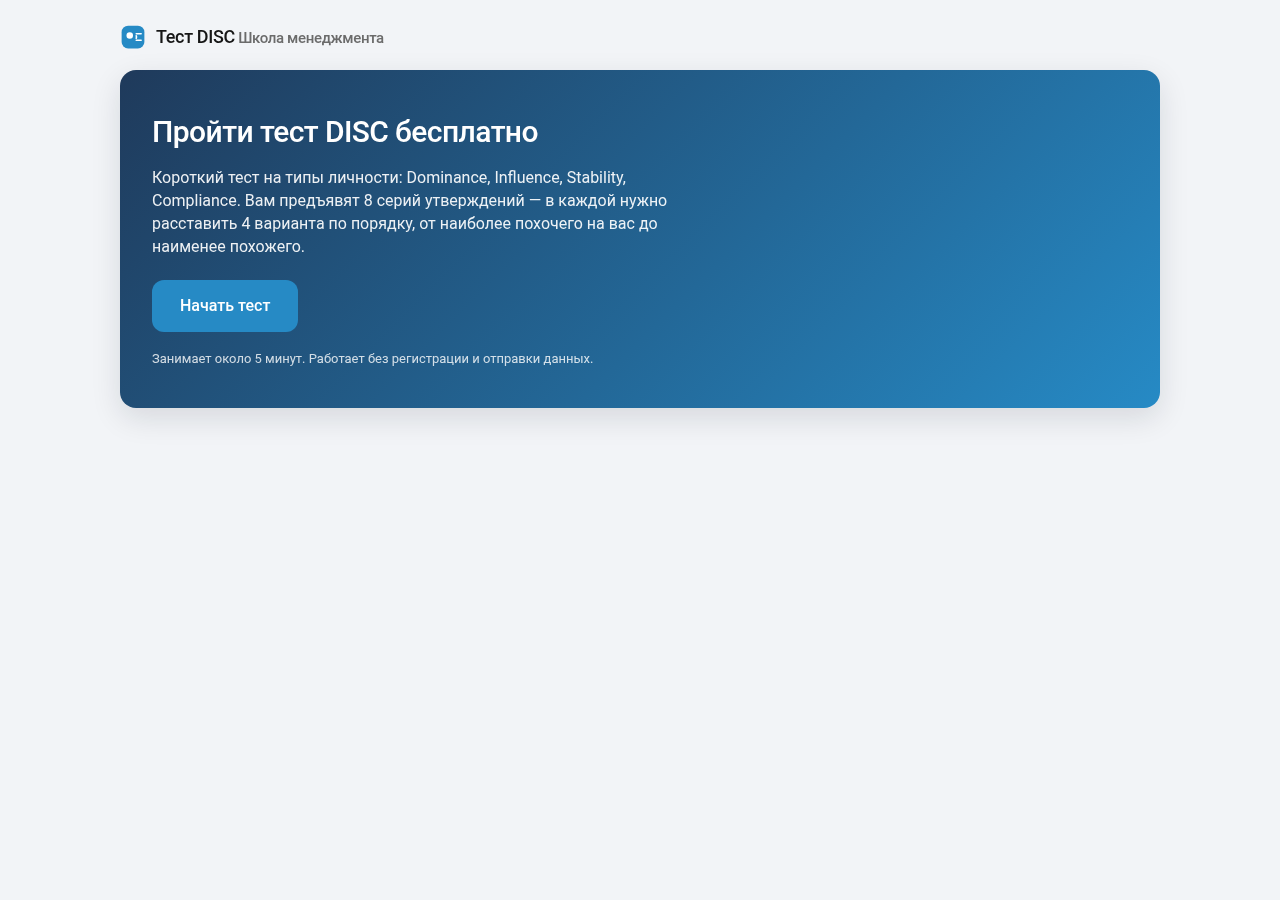 Тест DISC Школа менеджмента
Пройти тест DISC бесплатно
Короткий тест на типы личности: Dominance, Influence, Stability,
Compliance. Вам предъявят 8 серий утверждений — в каждой нужно
расставить 4 варианта по порядку, от наиболее похочего на вас до
наименее похожего.
Начать тест
Занимает около 5 минут. Работает без регистрации и отправки данных.